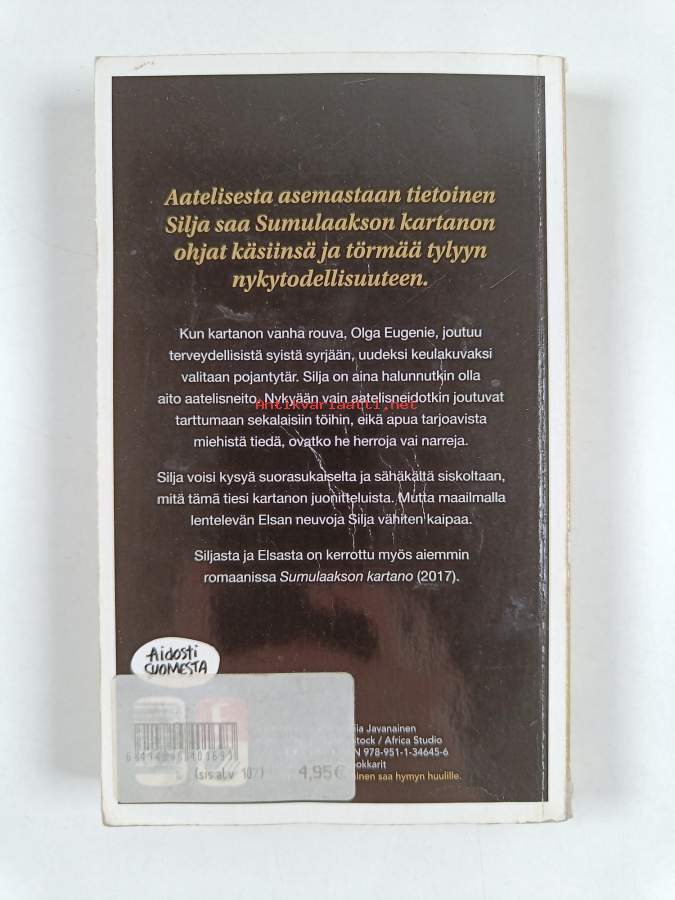 Aatelisesta asemastaan tietoinen
Silja saa Sumulaakson kartanon
ohjat käsiinsä ja törmää tylyyn
nykytodellisuuteen.
Kun kartanon vanha rouva, Olga Eugenie, joutuu
terveydellisistä syistä syrjään, uudeksi keulakuvaksi
valitaan pojantytär. Silja on aina halunnutkin olla
aito aatelisneito. Nykyään vain aatelisneidotkin joutuvat
Antikvariaatti.net
tarttumaan sekalaisiin töihin, eikä apua tarjoavista
miehistä tiedä, ovatko he herroja vai narreja.
Silja voisi kysyä suorasukaiselta ja sähäkältä siskoltaan,
mitä tämä tiesi kartanon juonitteluista. Mutta maailmalla
lentelevän Elsan neuvoja Silja vähiten kaipaa.
Siljasta ja Elsasta on kerrottu myös aiemmin
romaanissa Sumulaakson kartano (2017).
Aidosti
SUOMESTA
Javanainen
stock / Africa Studio
N 978-951-1-34645-6
okkarit
inen saa hymyn huulille.
(sis alv 10%) 4,95€